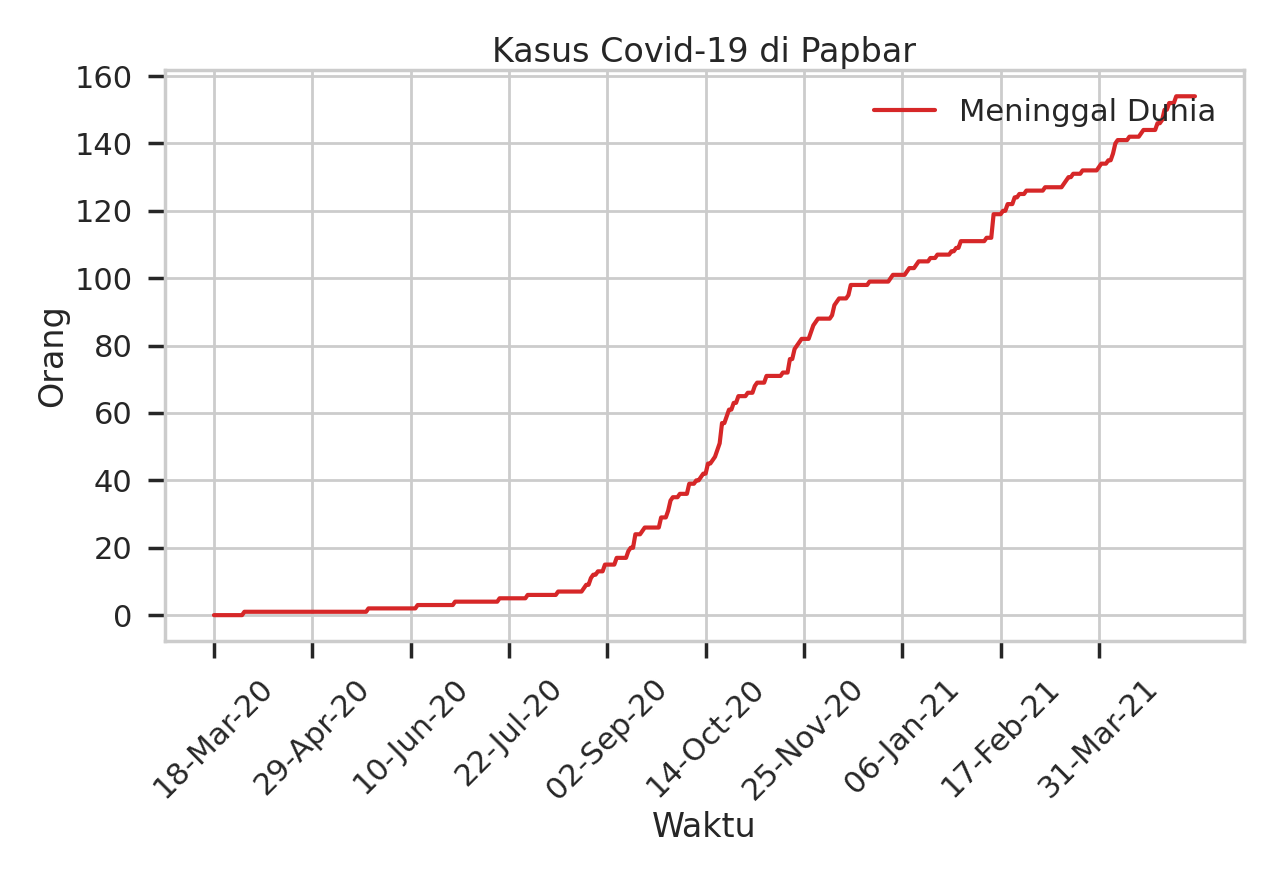 Kasus Covid-19 di Papbar
Meninggal Dunia
160
140
120
100
80
60
40
20
0
Orang
18-Mar-20
29-Apr-20
10-Jun-20
22-Jul-20
02-Sep-20
14-Oct-20
25-Nov-20
06-Jan-21
17-Feb-21
31-Mar-21
Waktu